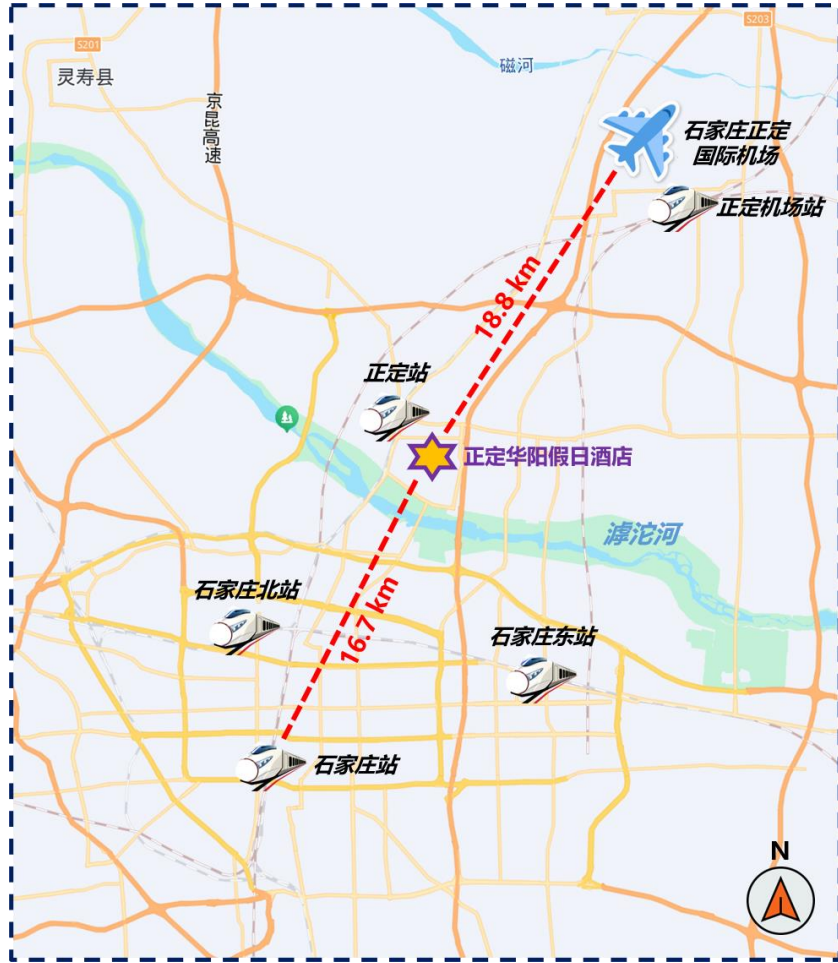 S201
S203
灵寿县
磁河
京昆高速
石家庄正定
国际机场
正定机场站
18.8 km
正定站
正定华阳假日酒店
滹沱河
16.7 km
石家庄北站
石家庄东站
石家庄站
N